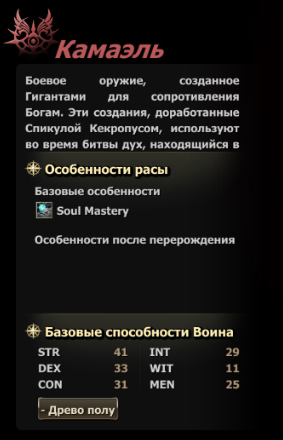 Камаэль
Боевое оружие, созданное
Гигантами для сопротивления
Богам. Эти создания, доработанные
Спикулой Кекропусом, используют
во время битвы дух, находящийся в
Особенности расы
Базовые особенности
Soul Mastery
Особенности после перерождения
Базовые способности Воина
STR 41 INT 29
DEX 33 WIT 11
CON 31 MEN 25
- Древо полу